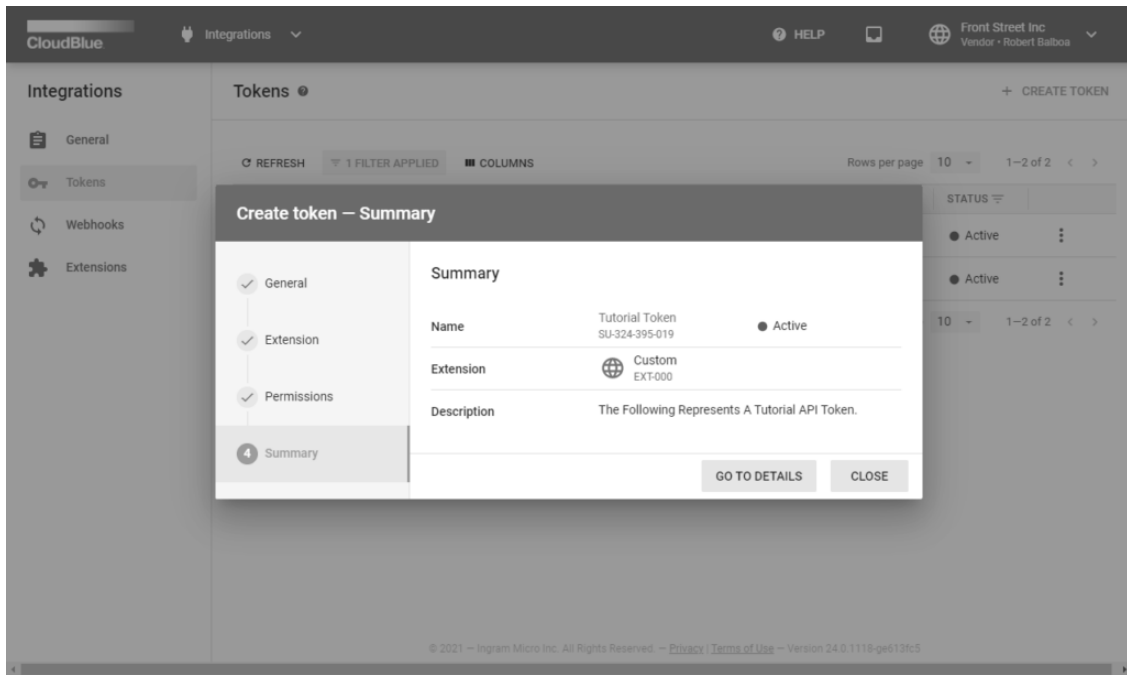 CloudBlue
Integrations
HELP
Front Street Inc
Vendor • Robert Balboa
Integrations
General
Tokens
Webhooks
Extensions
Tokens
+ CREATE TOKEN
REFRESH
1 FILTER APPLIED
COLUMNS
Rows per page 10
1–2 of 2
STATUS
Active
Active
10
1–2 of 2
Create token — Summary
General
Extension
Permissions
4 Summary
Summary
Name
Tutorial Token
SU-324-395-019
Active
Extension
Custom
EXT-000
Description
The Following Represents A Tutorial API Token.
GO TO DETAILS
CLOSE
© 2021 — Ingram Micro Inc. All Rights Reserved. — Privacy | Terms of Use — Version 24.0.1118-ge613fc5